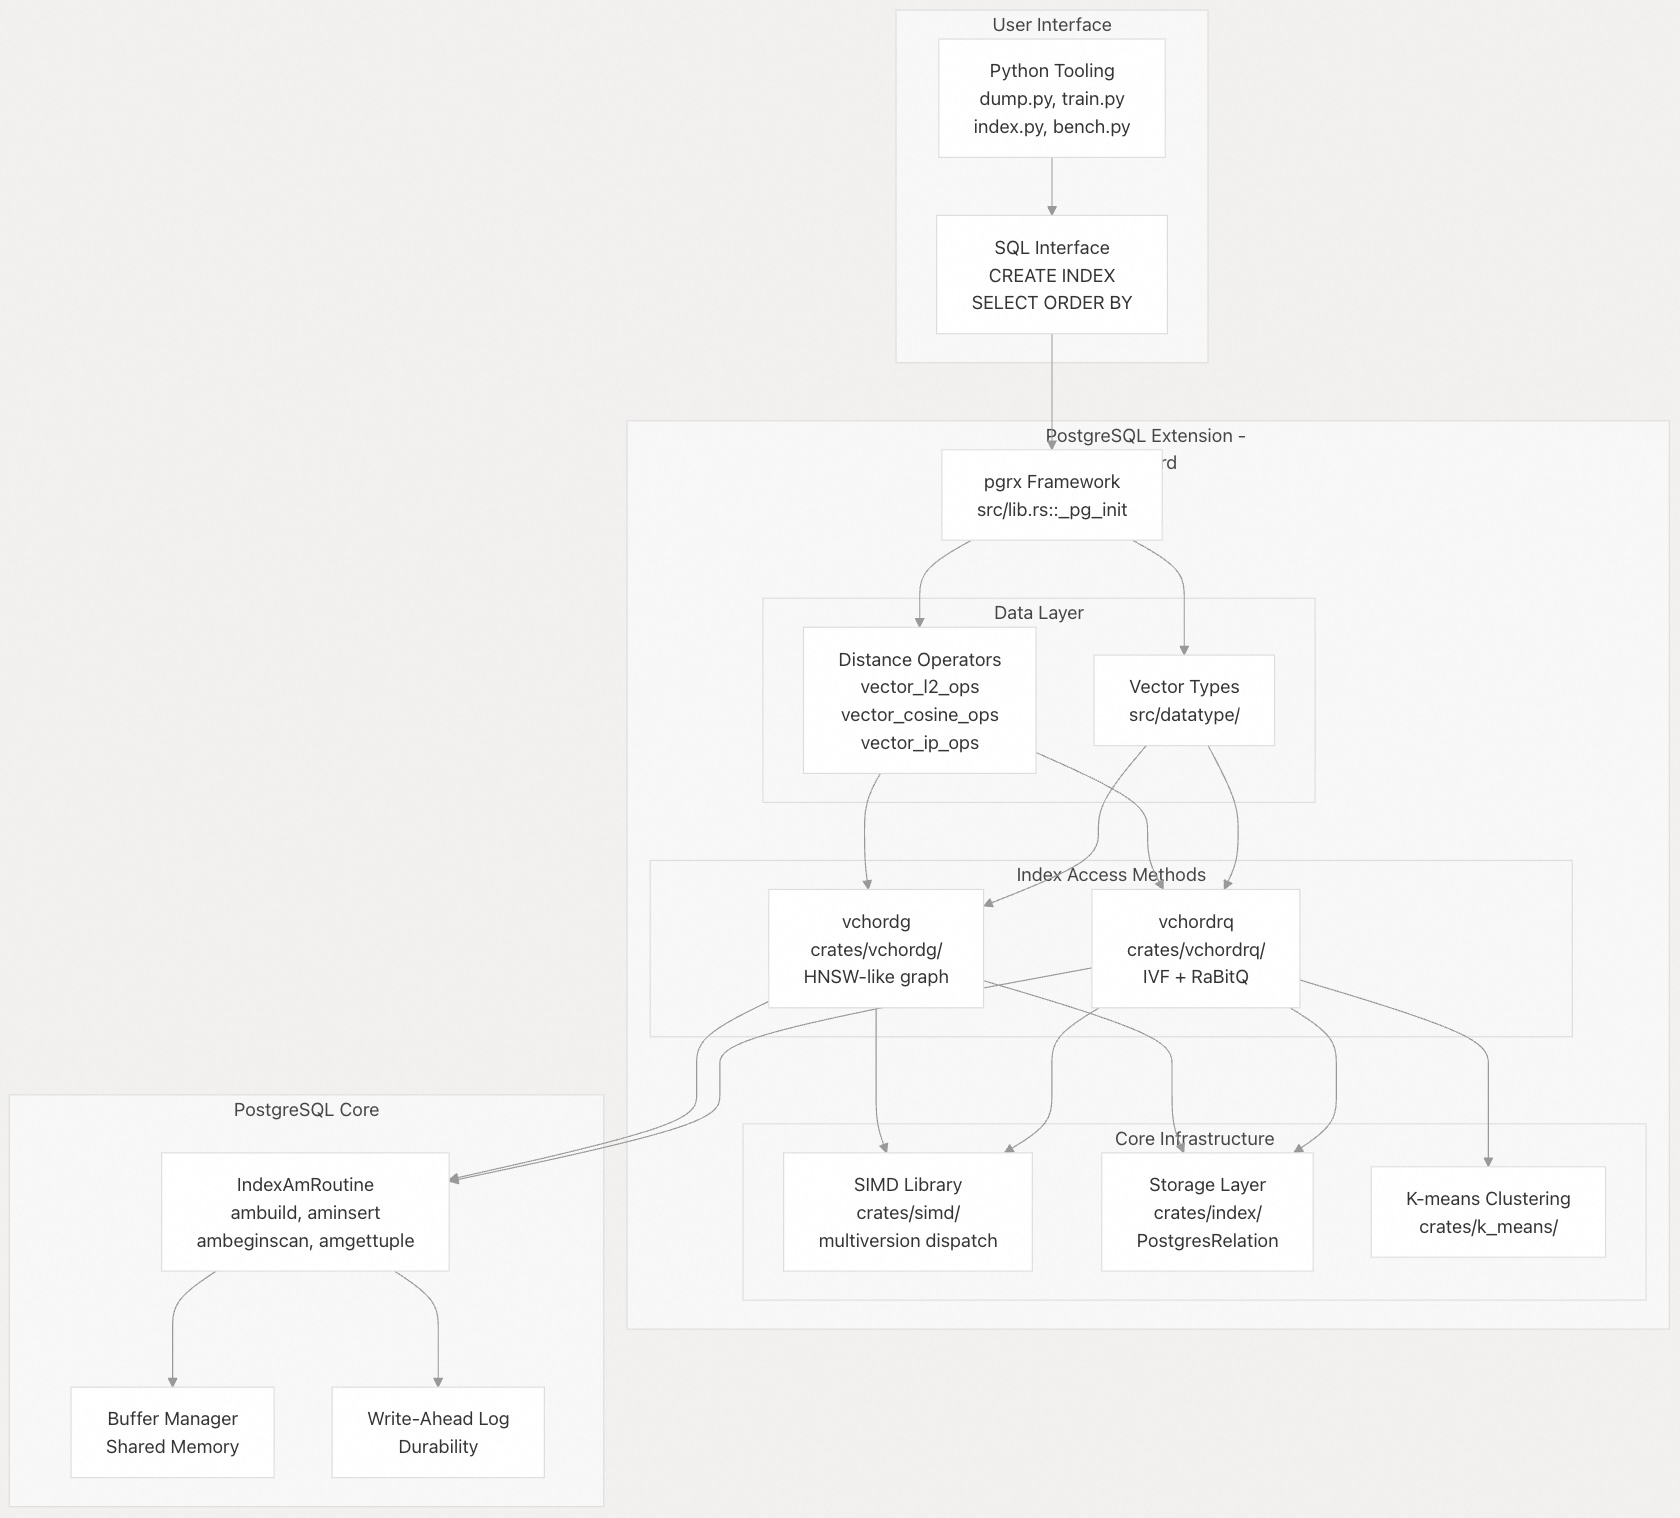 User Interface
Python Tooling
dump.py, train.py
index.py, bench.py
SQL Interface
CREATE INDEX
SELECT ORDER BY
PostgreSQL Extension -
pgrx Framework
src/lib.rs::_pg_init
Data Layer
Distance Operators
vector_l2_ops
vector_cosine_ops
vector_ip_ops
Vector Types
src/datatype/
Index Access Methods
vchordg
crates/vchordg/
HNSW-like graph
vchordrq
crates/vchordrq/
IVF + RaBitQ
PostgreSQL Core
IndexAmRoutine
ambuild, aminsert
ambeginscan, amgettuple
Buffer Manager
Shared Memory
Write-Ahead Log
Durability
Core Infrastructure
SIMD Library
crates/simd/
multiversion dispatch
Storage Layer
crates/index/
PostgresRelation
K-means Clustering
crates/k_means/